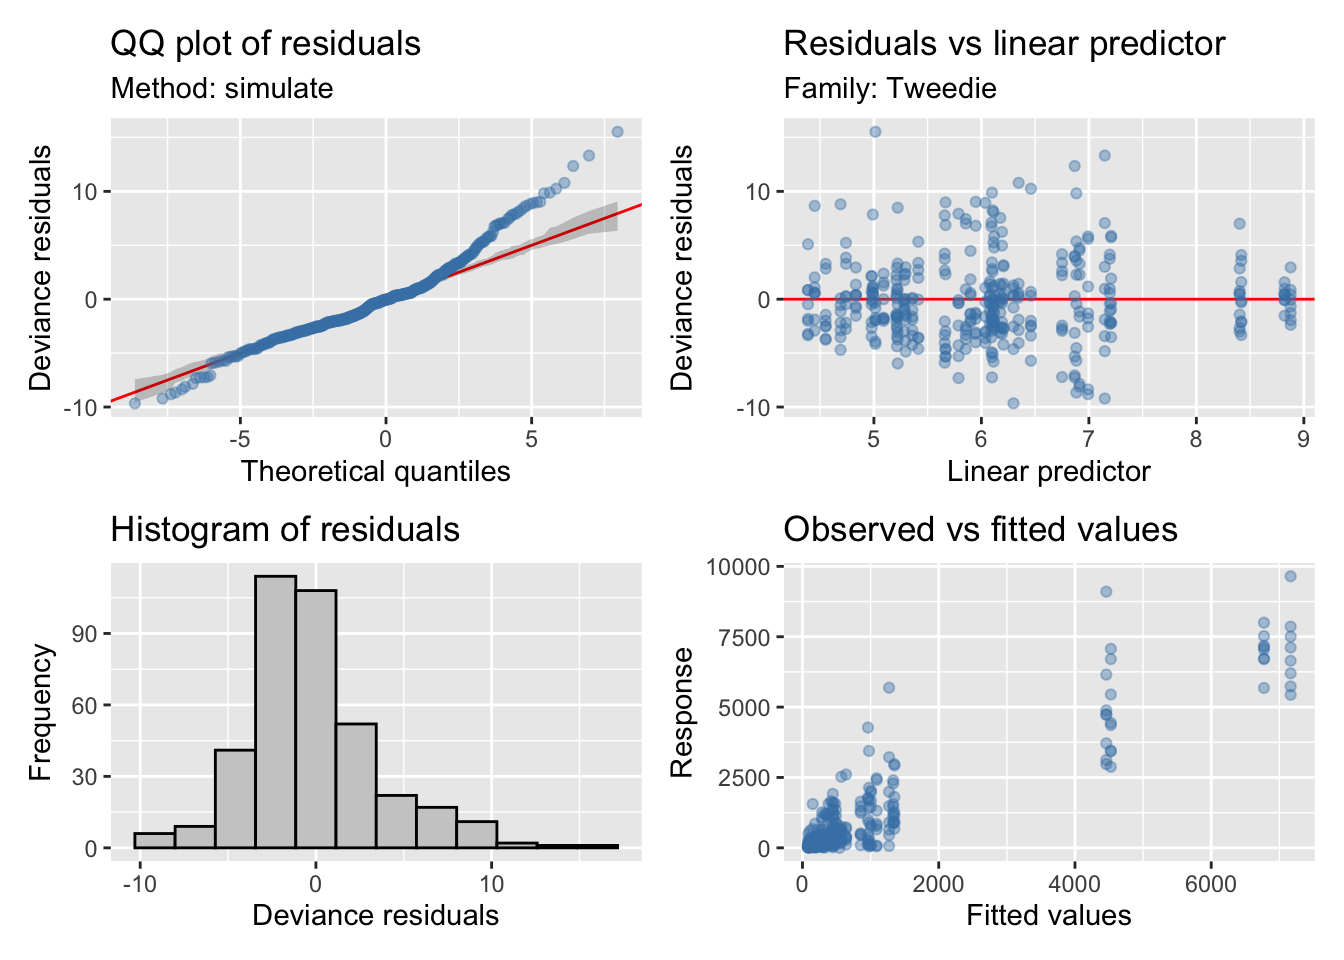 QQ plot of residuals
Method: simulate
Deviance residuals
10
0
-10
-5
0
5
Theoretical quantiles
Residuals vs linear predictor
Family: Tweedie
Deviance residuals
10
0
-10
5
6
7
8
9
Linear predictor
Histogram of residuals
Frequency
90
60
30
0
-10
0
10
Deviance residuals
Observed vs fitted values
Response
10000
7500
5000
2500
0
0
2000
4000
6000
Fitted values